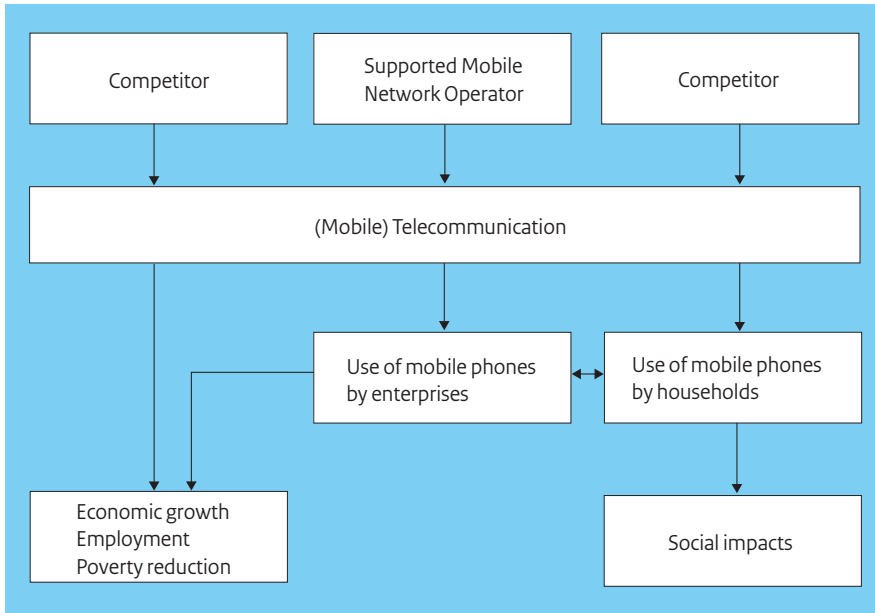 Competitor
Supported Mobile
Network Operator
Competitor
(Mobile) Telecommunication
Use of mobile phones
by enterprises
Use of mobile phones
by households
Economic growth
Employment
Poverty reduction
Social impacts